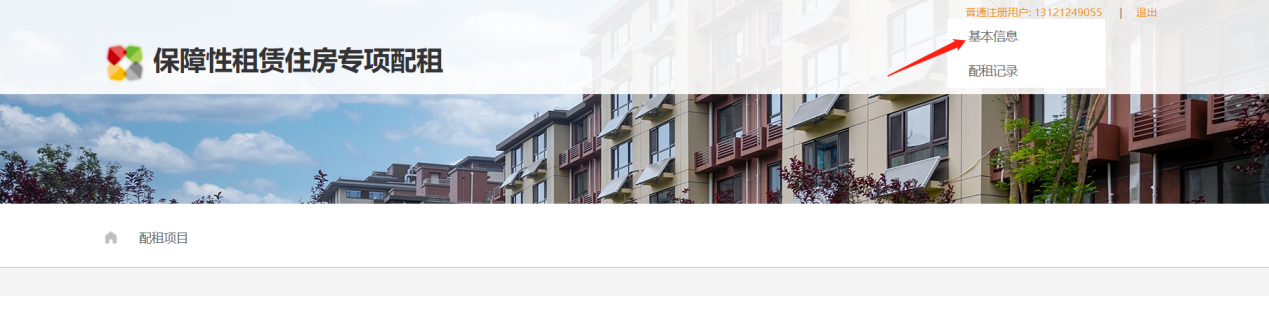 普通注册用户: 13121249055 | 退出
基本信息
保障性租赁住房专项配租
配租记录
配租项目